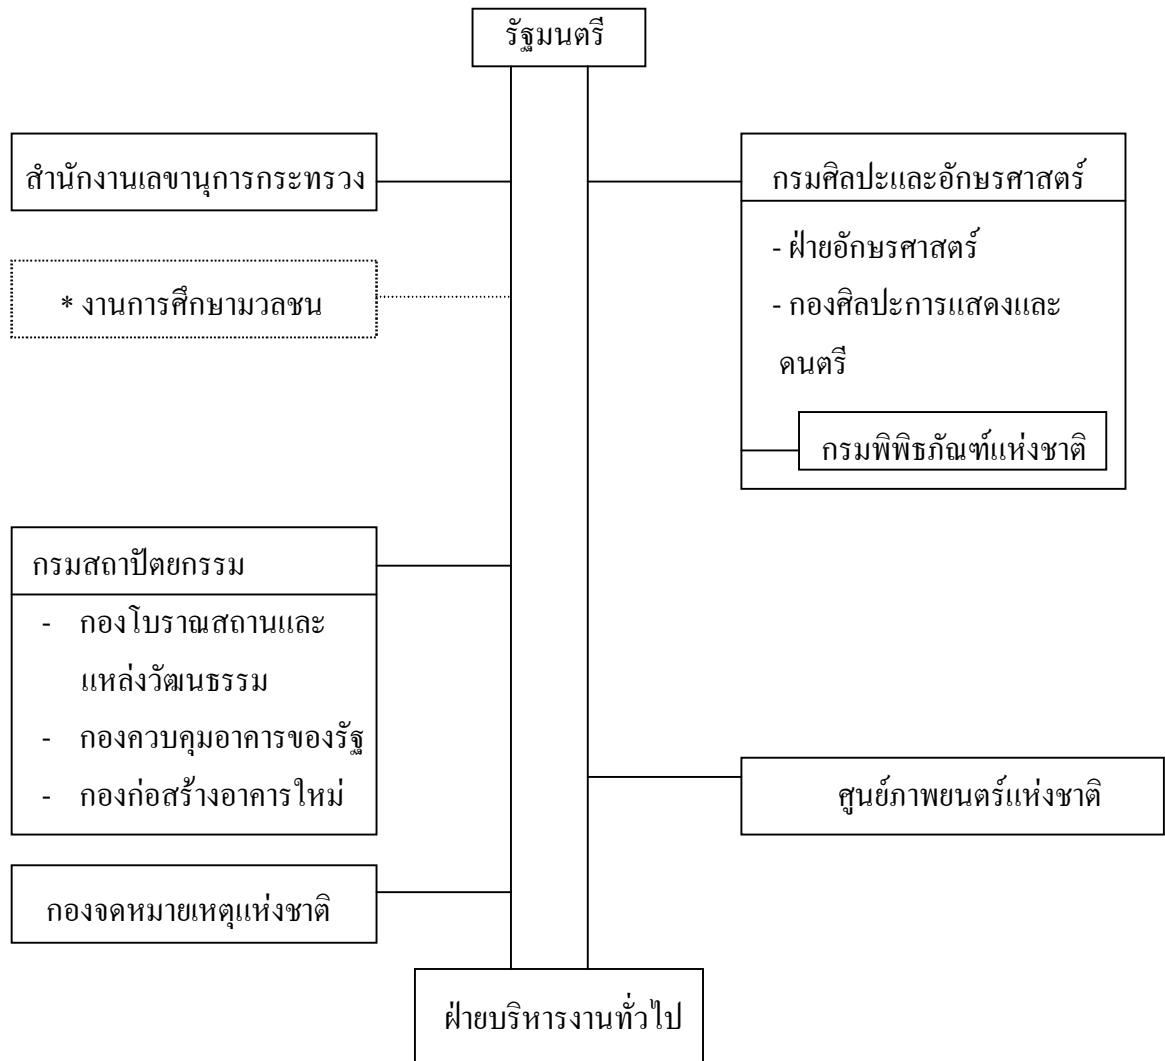 รัฐมนตรี
สำนักงานเลขานุการกระทรวง
กรมศิลปะและอักษรศาสตร์
- ฝ่ายอักษรศาสตร์
- กองศิลปะการแสดงและ
ดนตรี
กรมพิพิธภัณฑ์แห่งชาติ
* งานการศึกษามวลชน
กรมสถาปัตยกรรม
- กองโบราณสถานและ
แหล่งวัฒนธรรม
- กองควบคุมอาคารของรัฐ
- กองก่อสร้างอาคารใหม่
ศูนย์ภาพยนตร์แห่งชาติ
กองจดหมายเหตุแห่งชาติ
ฝ่ายบริหารงานทั่วไป